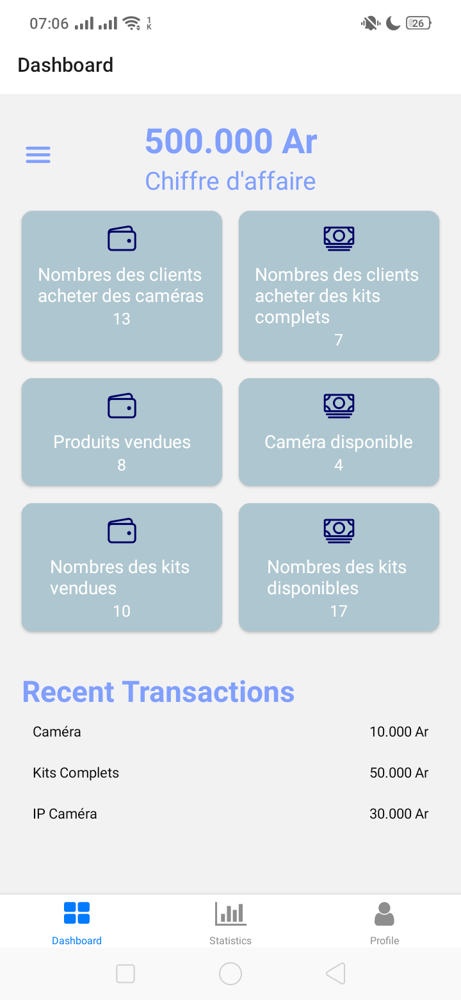 07:06
1
K
26
Dashboard
500.000 Ar
Chiffre d'affaire
Nombres des clients
acheter des caméras
13
Nombres des clients
acheter des kits
complets
7
Produits vendues
8
Caméra disponible
4
Nombres des kits
vendues
10
Nombres des kits
disponibles
17
Recent Transactions
Caméra 10.000 Ar
Kits Complets 50.000 Ar
IP Caméra 30.000 Ar
Dashboard Statistics Profile